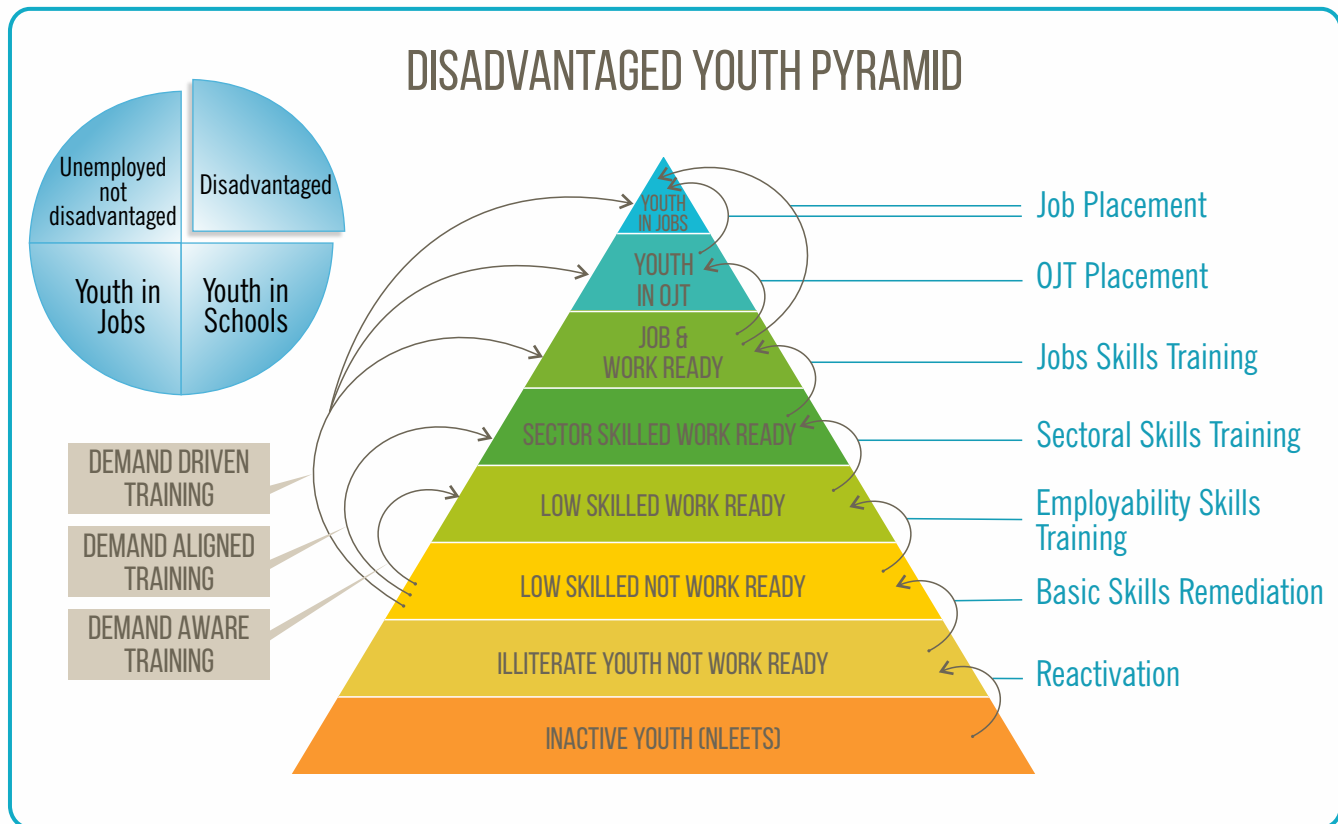 DISADVANTAGED YOUTH PYRAMID
Unemployed
not
disadvantaged
Disadvantaged
Youth in
Jobs
Youth in
Schools
DEMAND DRIVEN
TRAINING
DEMAND ALIGNED
TRAINING
DEMAND AWARE
TRAINING
YOUTH
IN JOBS
YOUTH
IN OJT
JOB &
WORK READY
SECTOR SKILLED WORK READY
LOW SKILLED WORK READY
LOW SKILLED NOT WORK READY
ILLITERATE YOUTH NOT WORK READY
INACTIVE YOUTH (NLEETS)
Job Placement
OJT Placement
Jobs Skills Training
Sectoral Skills Training
Employability Skills
Training
Basic Skills Remediation
Reactivation